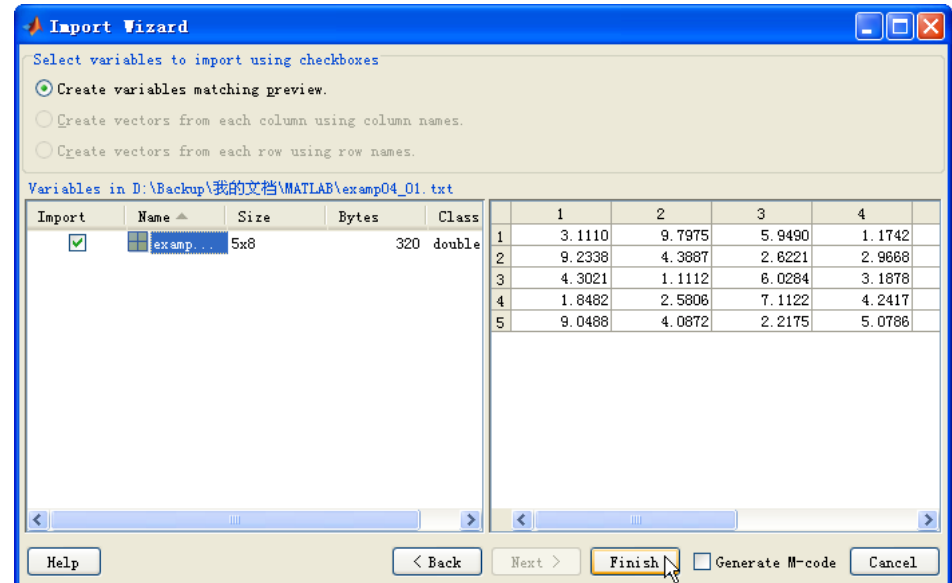 Import Wizard
Select variables to import using checkboxes
Create variables matching preview.
Create vectors from each column using column names.
Create vectors from each row using row names.
Variables in D:\Backup\我的文档\MATLAB\examp04_01.txt
Import Name Size Bytes Class
examp... 5x8 320 double
1 2 3 4
1 3.1110 9.7975 5.9490 1.1742
2 9.2338 4.3887 2.6221 2.9668
3 4.3021 1.1112 6.0284 3.1878
4 1.8482 2.5806 7.1122 4.2417
5 9.0488 4.0872 2.2175 5.0786
Help < Back Next > Finish Generate M-code Cancel